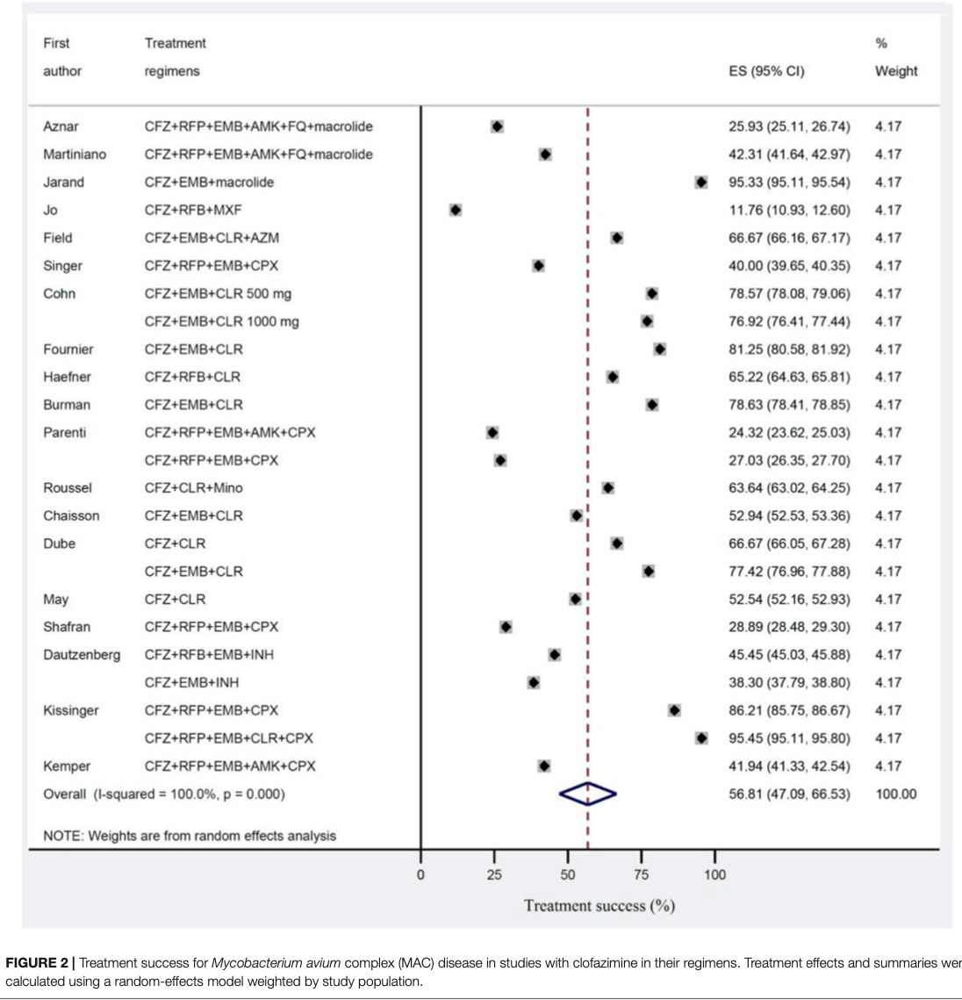 First Treatment %
author regimens ES (95% CI) Weight
Aznar CFZ+RFP+EMB+AMK+FQ+macrolide 25.93 (25.11, 26.74) 4.17
Martiniano CFZ+RFP+EMB+AMK+FQ+macrolide 42.31 (41.64, 42.97) 4.17
Jarand CFZ+EMB+macrolide 95.33 (95.11, 95.54) 4.17
Jo CFZ+RFB+MXF 11.76 (10.93, 12.60) 4.17
Field CFZ+EMB+CLR+AZM 66.67 (66.16, 67.17) 4.17
Singer CFZ+RFP+EMB+CPX 40.00 (39.65, 40.35) 4.17
Cohn CFZ+EMB+CLR 500 mg 78.57 (78.08, 79.06) 4.17
CFZ+EMB+CLR 1000 mg 76.92 (76.41, 77.44) 4.17
Fournier CFZ+EMB+CLR 81.25 (80.58, 81.92) 4.17
Haefner CFZ+RFB+CLR 65.22 (64.63, 65.81) 4.17
Burman CFZ+EMB+CLR 78.63 (78.41, 78.85) 4.17
Parenti CFZ+RFP+EMB+AMK+CPX 24.32 (23.62, 25.03) 4.17
CFZ+RFP+EMB+CPX 27.03 (26.35, 27.70) 4.17
Roussel CFZ+CLR+Mino 63.64 (63.02, 64.25) 4.17
Chaisson CFZ+EMB+CLR 52.94 (52.53, 53.36) 4.17
Dube CFZ+CLR 66.67 (66.05, 67.28) 4.17
CFZ+EMB+CLR 77.42 (76.96, 77.88) 4.17
May CFZ+CLR 52.54 (52.16, 52.93) 4.17
Shafran CFZ+RFP+EMB+CPX 28.89 (28.48, 29.30) 4.17
Dautzenberg CFZ+RFB+EMB+INH 45.45 (45.03, 45.88) 4.17
CFZ+EMB+INH 38.30 (37.79, 38.80) 4.17
Kissinger CFZ+RFP+EMB+CPX 86.21 (85.75, 86.67) 4.17
CFZ+RFP+EMB+CLR+CPX 95.45 (95.11, 95.80) 4.17
Kemper CFZ+RFP+EMB+AMK+CPX 41.94 (41.33, 42.54) 4.17
Overall (I-squared = 100.0%, p = 0.000) 56.81 (47.09, 66.53) 100.00
NOTE: Weights are from random effects analysis
0 25 50 75 100
Treatment success (%)
FIGURE 2 | Treatment success for Mycobacterium avium complex (MAC) disease in studies with clofazimine in their regimens. Treatment effects and summaries wer
calculated using a random-effects model weighted by study population.